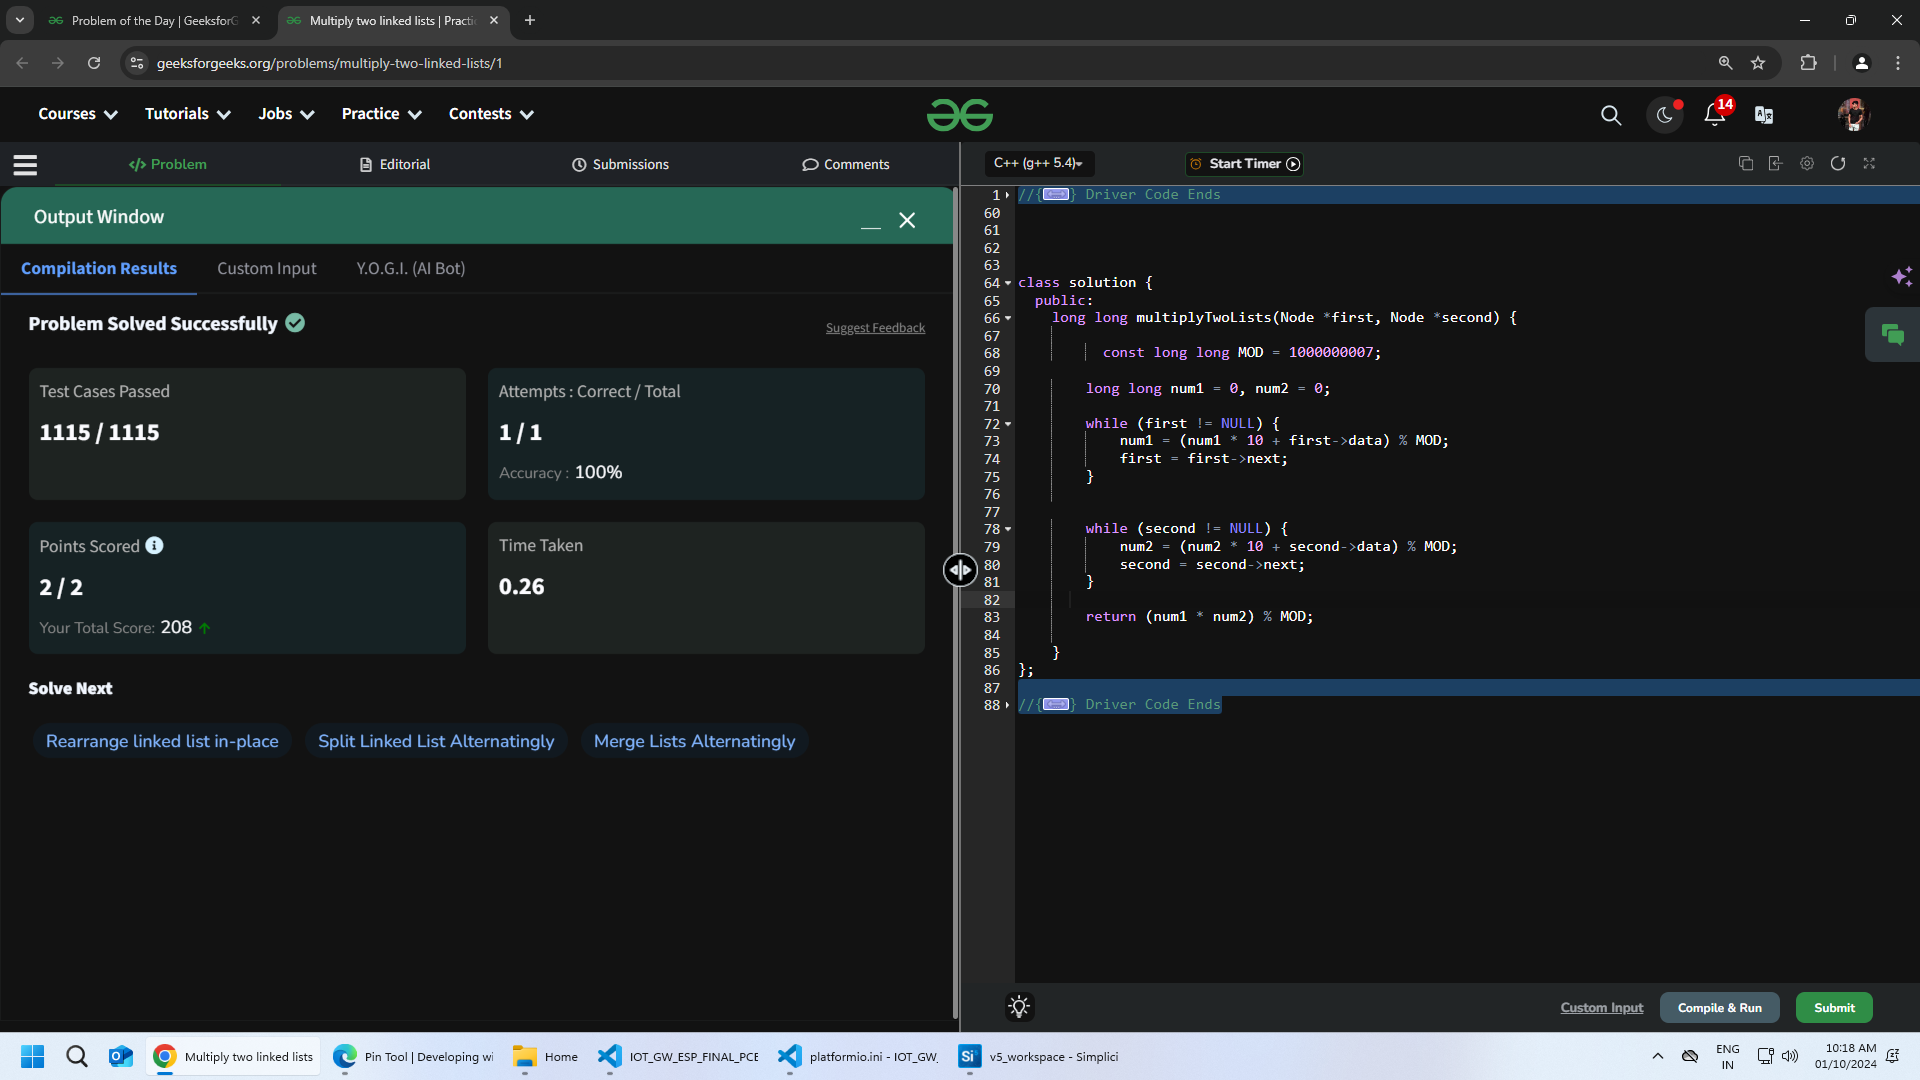 Problem of the Day | GeeksforG
Multiply two linked lists | Practic
geeksforgeeks.org/problems/multiply-two-linked-lists/1
Courses
Tutorials
Jobs
Practice
Contests
14
Problem
Editorial
Submissions
Comments
C++ (g++ 5.4)
Start Timer
Output Window
Compilation Results
Custom Input
Y.O.G.I. (AI Bot)
Problem Solved Successfully
Suggest Feedback
Test Cases Passed
1115 / 1115
Attempts : Correct / Total
1 / 1
Accuracy : 100%
Points Scored
2 / 2
Your Total Score: 208
Time Taken
0.26
Solve Next
Rearrange linked list in-place
Split Linked List Alternatingly
Merge Lists Alternatingly
1 //{} Driver Code Ends
60
61
62
63
64 class solution {
65 public:
66 long long multiplyTwoLists(Node *first, Node *second) {
67
68 const long long MOD = 1000000007;
69
70 long long num1 = 0, num2 = 0;
71
72 while (first != NULL) {
73 num1 = (num1 * 10 + first->data) % MOD;
74 first = first->next;
75 }
76
77
78 while (second != NULL) {
79 num2 = (num2 * 10 + second->data) % MOD;
80 second = second->next;
81 }
82
83 return (num1 * num2) % MOD;
84
85 }
86 };
87
88 //{} Driver Code Ends
Custom Input
Compile & Run
Submit
Multiply two linked lists
Pin Tool | Developing wi
Home
IOT_GW_ESP_FINAL_PCE
platformio.ini - IOT_GW_
Si
v5_workspace - Simplici
ENG
IN
10:18 AM
01/10/2024